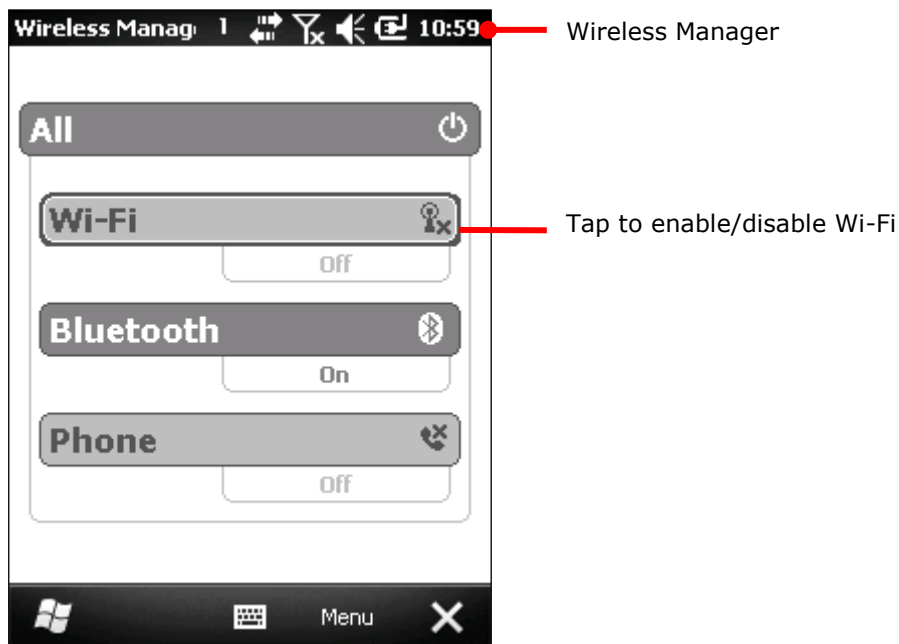 Wireless Manag 1 10:59
Wireless Manager
All
Wi-Fi
Tap to enable/disable Wi-Fi
Off
Bluetooth
On
Phone
Off
Menu